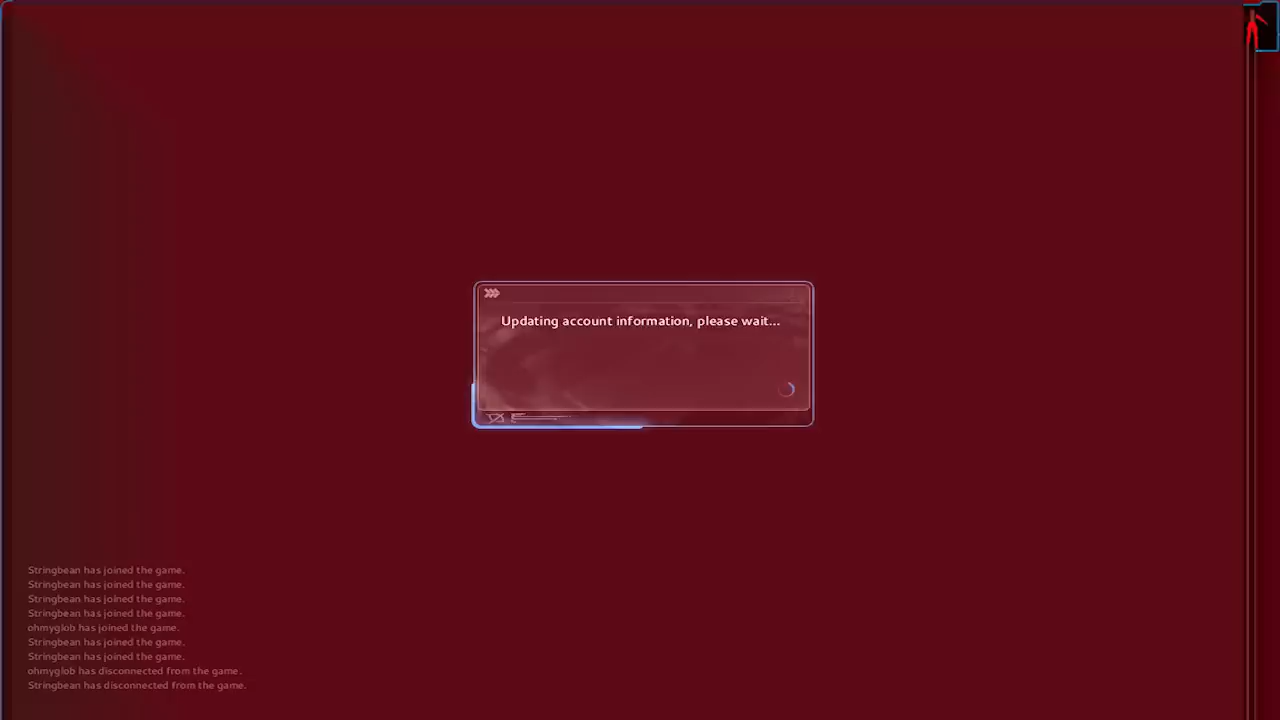 Updating account information, please wait...
Stringbean has joined the game.
Stringbean has joined the game.
Stringbean has joined the game.
Stringbean has joined the game.
ohmyglob has joined the game.
Stringbean has joined the game.
Stringbean has joined the game.
ohmyglob has disconnected from the game.
Stringbean has disconnected from the game.